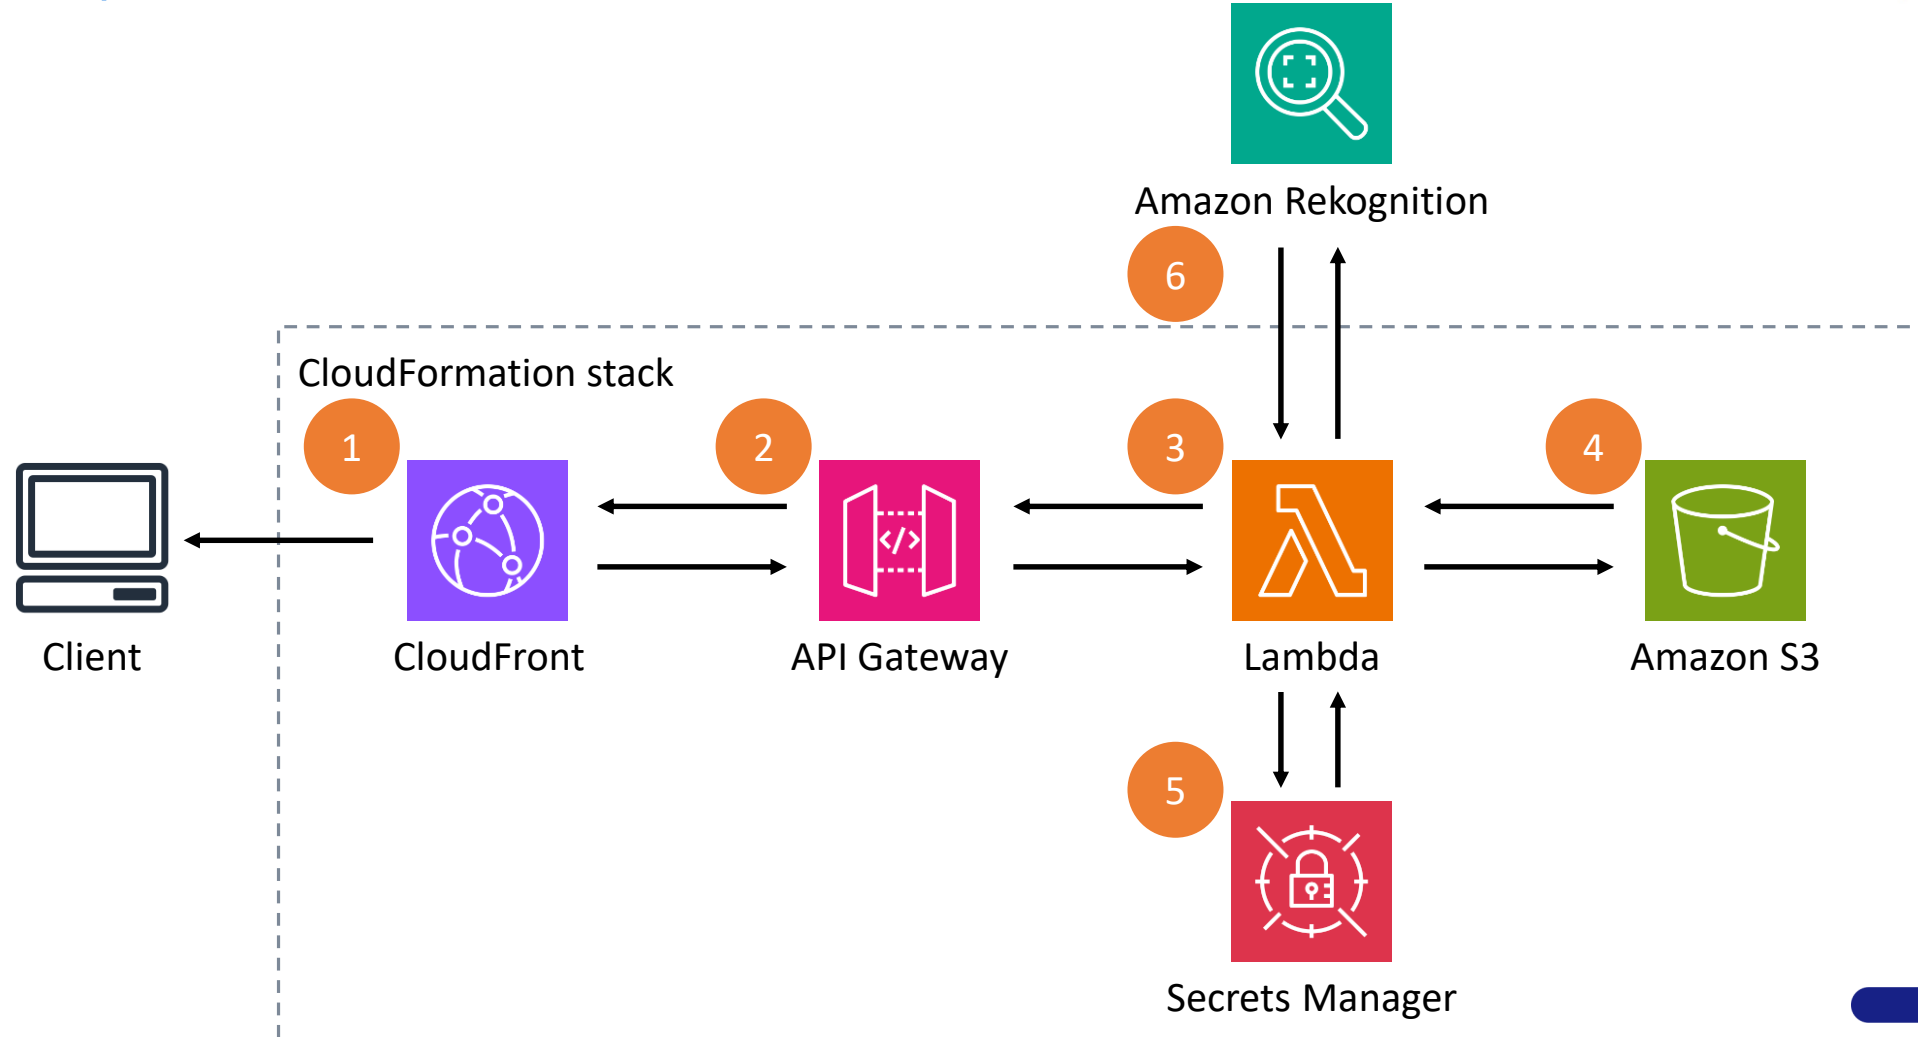 Amazon Rekognition
6
CloudFormation stack
1
2
3
4
</>
Client
CloudFront
API Gateway
Lambda
Amazon S3
5
Secrets Manager